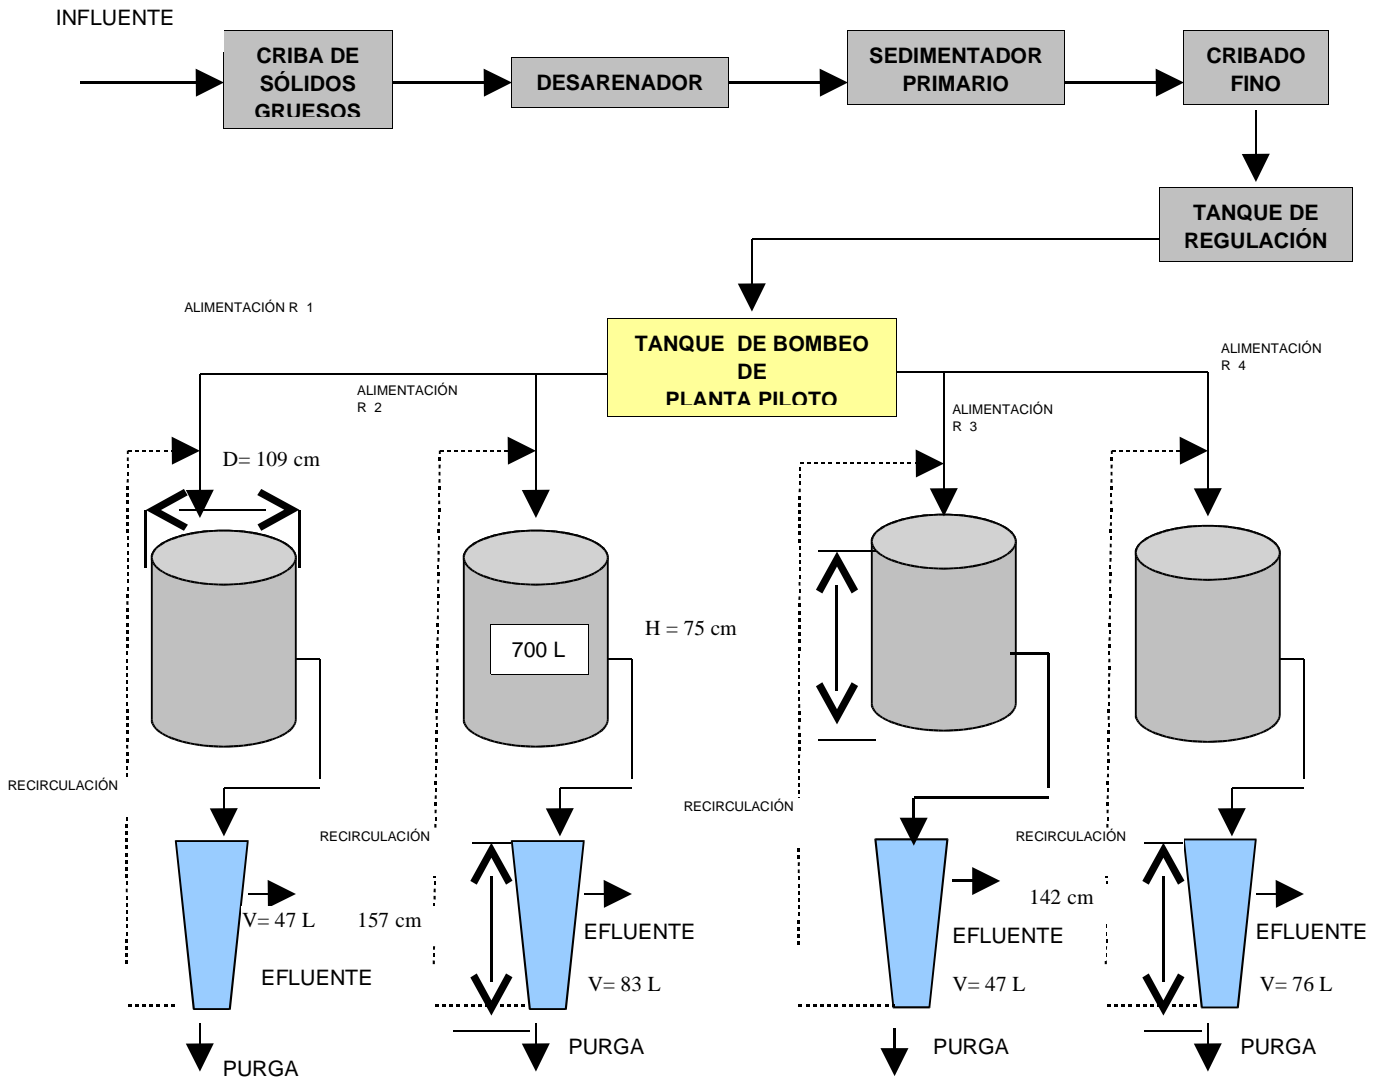 INFLUENTE
CRIBA DE
SÓLIDOS
GRUESOS
DESARENADOR
SEDIMENTADOR
PRIMARIO
CRIBADO
FINO
TANQUE DE
REGULACIÓN
TANQUE DE BOMBEO
DE
PLANTA PILOTO
ALIMENTACIÓN R 1
ALIMENTACIÓN
R 2
ALIMENTACIÓN
R 3
ALIMENTACIÓN
R 4
D= 109 cm
700 L
H = 75 cm
RECIRCULACIÓN
RECIRCULACIÓN
RECIRCULACIÓN
RECIRCULACIÓN
V= 47 L
EFLUENTE
PURGA
157 cm
EFLUENTE
V= 83 L
PURGA
EFLUENTE
V= 47 L
PURGA
142 cm
EFLUENTE
V= 76 L
PURGA